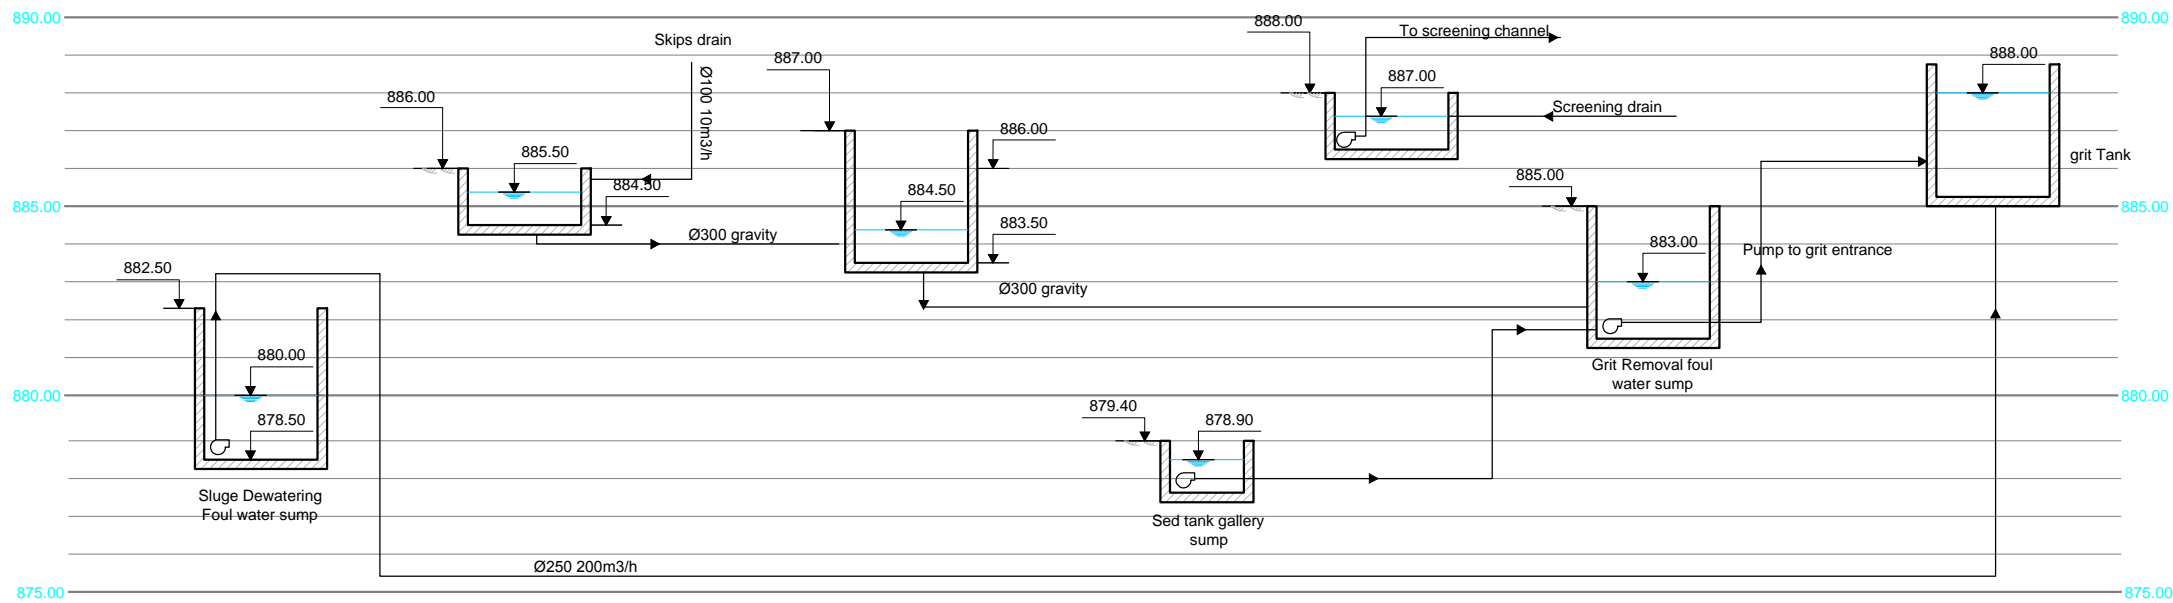 890.00
890.00
888.00
To screening channel
Skips drain
888.00
887.00
887.00
Ø100 10m3/h
886.00
Screening drain
886.00
885.50
grit Tank
884.50
885.00
884.50
885.00
885.00
883.50
Ø300 gravity
883.00
Pump to grit entrance
882.50
Ø300 gravity
880.00
Grit Removal foul
water sump
880.00
880.00
879.40
878.90
878.50
Sluge Dewatering
Foul water sump
Sed tank gallery
sump
Ø250 200m3/h
875.00
875.00